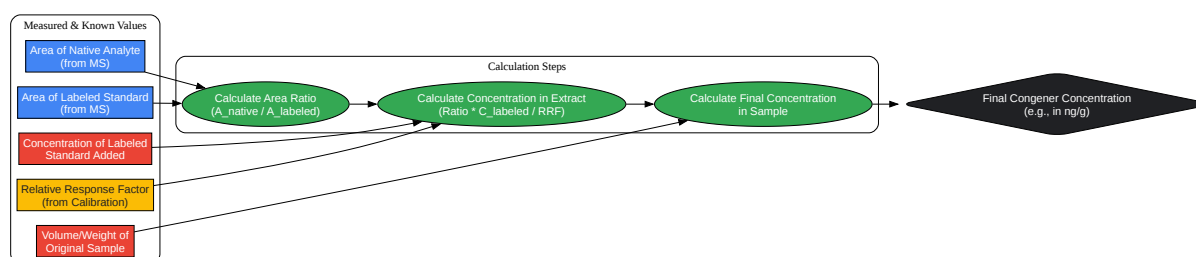 Measured & Known Values
Area of Native Analyte
(from MS)
Area of Labeled Standard
(from MS)
Concentration of Labeled
Standard Added
Relative Response Factor
(from Calibration)
Volume/Weight of
Original Sample
Calculation Steps
Calculate Area Ratio
(A_native / A_labeled)
Calculate Concentration in Extract
(Ratio * C_labeled / RRF)
Calculate Final Concentration
in Sample
Final Congener Concentration
(e.g., in ng/g)